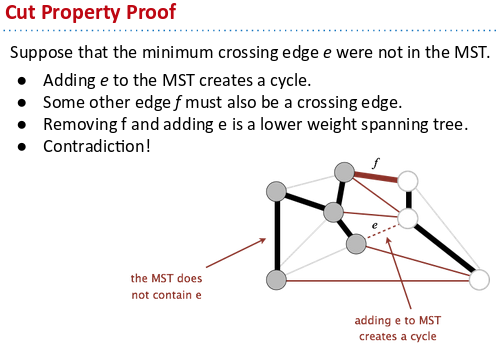 Cut Property Proof
Suppose that the minimum crossing edge e were not in the MST.
● Adding e to the MST creates a cycle.
● Some other edge f must also be a crossing edge.
● Removing f and adding e is a lower weight spanning tree.
● Contradiction!
f
e
the MST does
not contain e
adding e to MST
creates a cycle